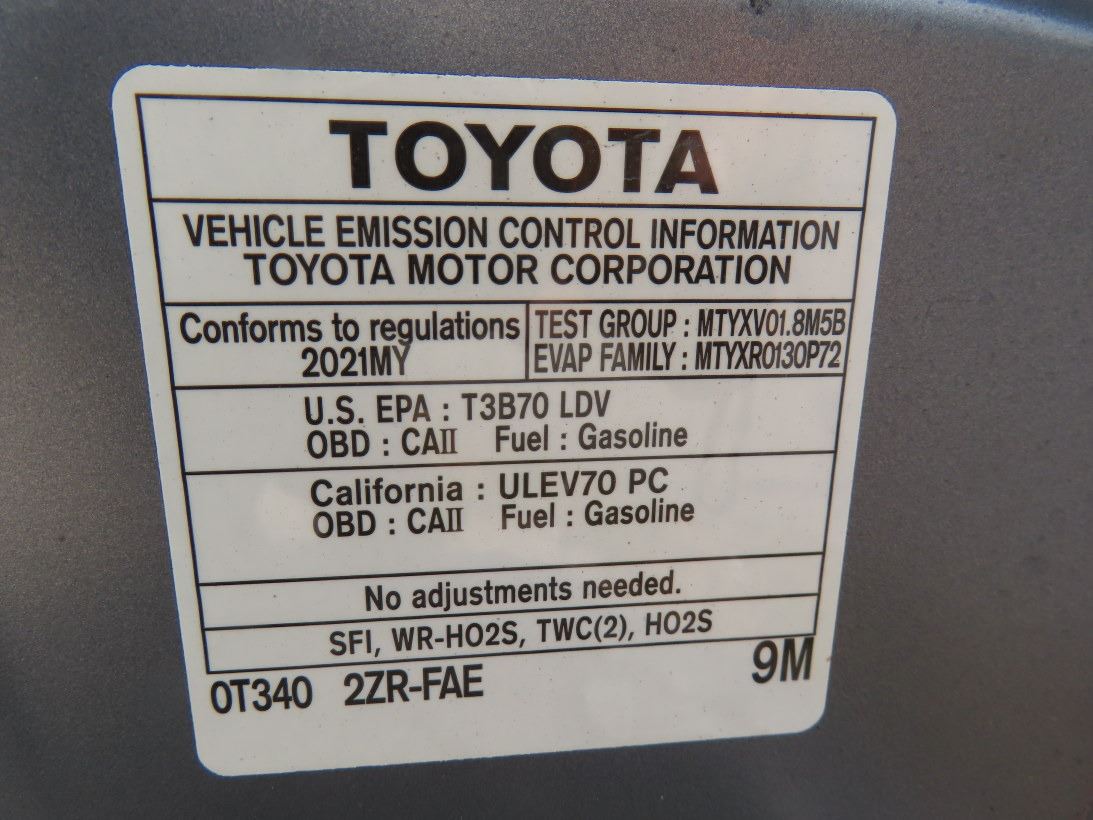 TOYOTA
VEHICLE EMISSION CONTROL INFORMATION
TOYOTA MOTOR CORPORATION
Conforms to regulations
2021MY
TEST GROUP : MTYXV01.8M5B
EVAP FAMILY : MTYXR0130P72
U.S. EPA : T3B70 LDV
OBD : CAII Fuel : Gasoline
California : ULEV70 PC
OBD : CAII Fuel : Gasoline
No adjustments needed.
SFI, WR-HO2S, TWC(2), HO2S
0T340 2ZR-FAE 9M